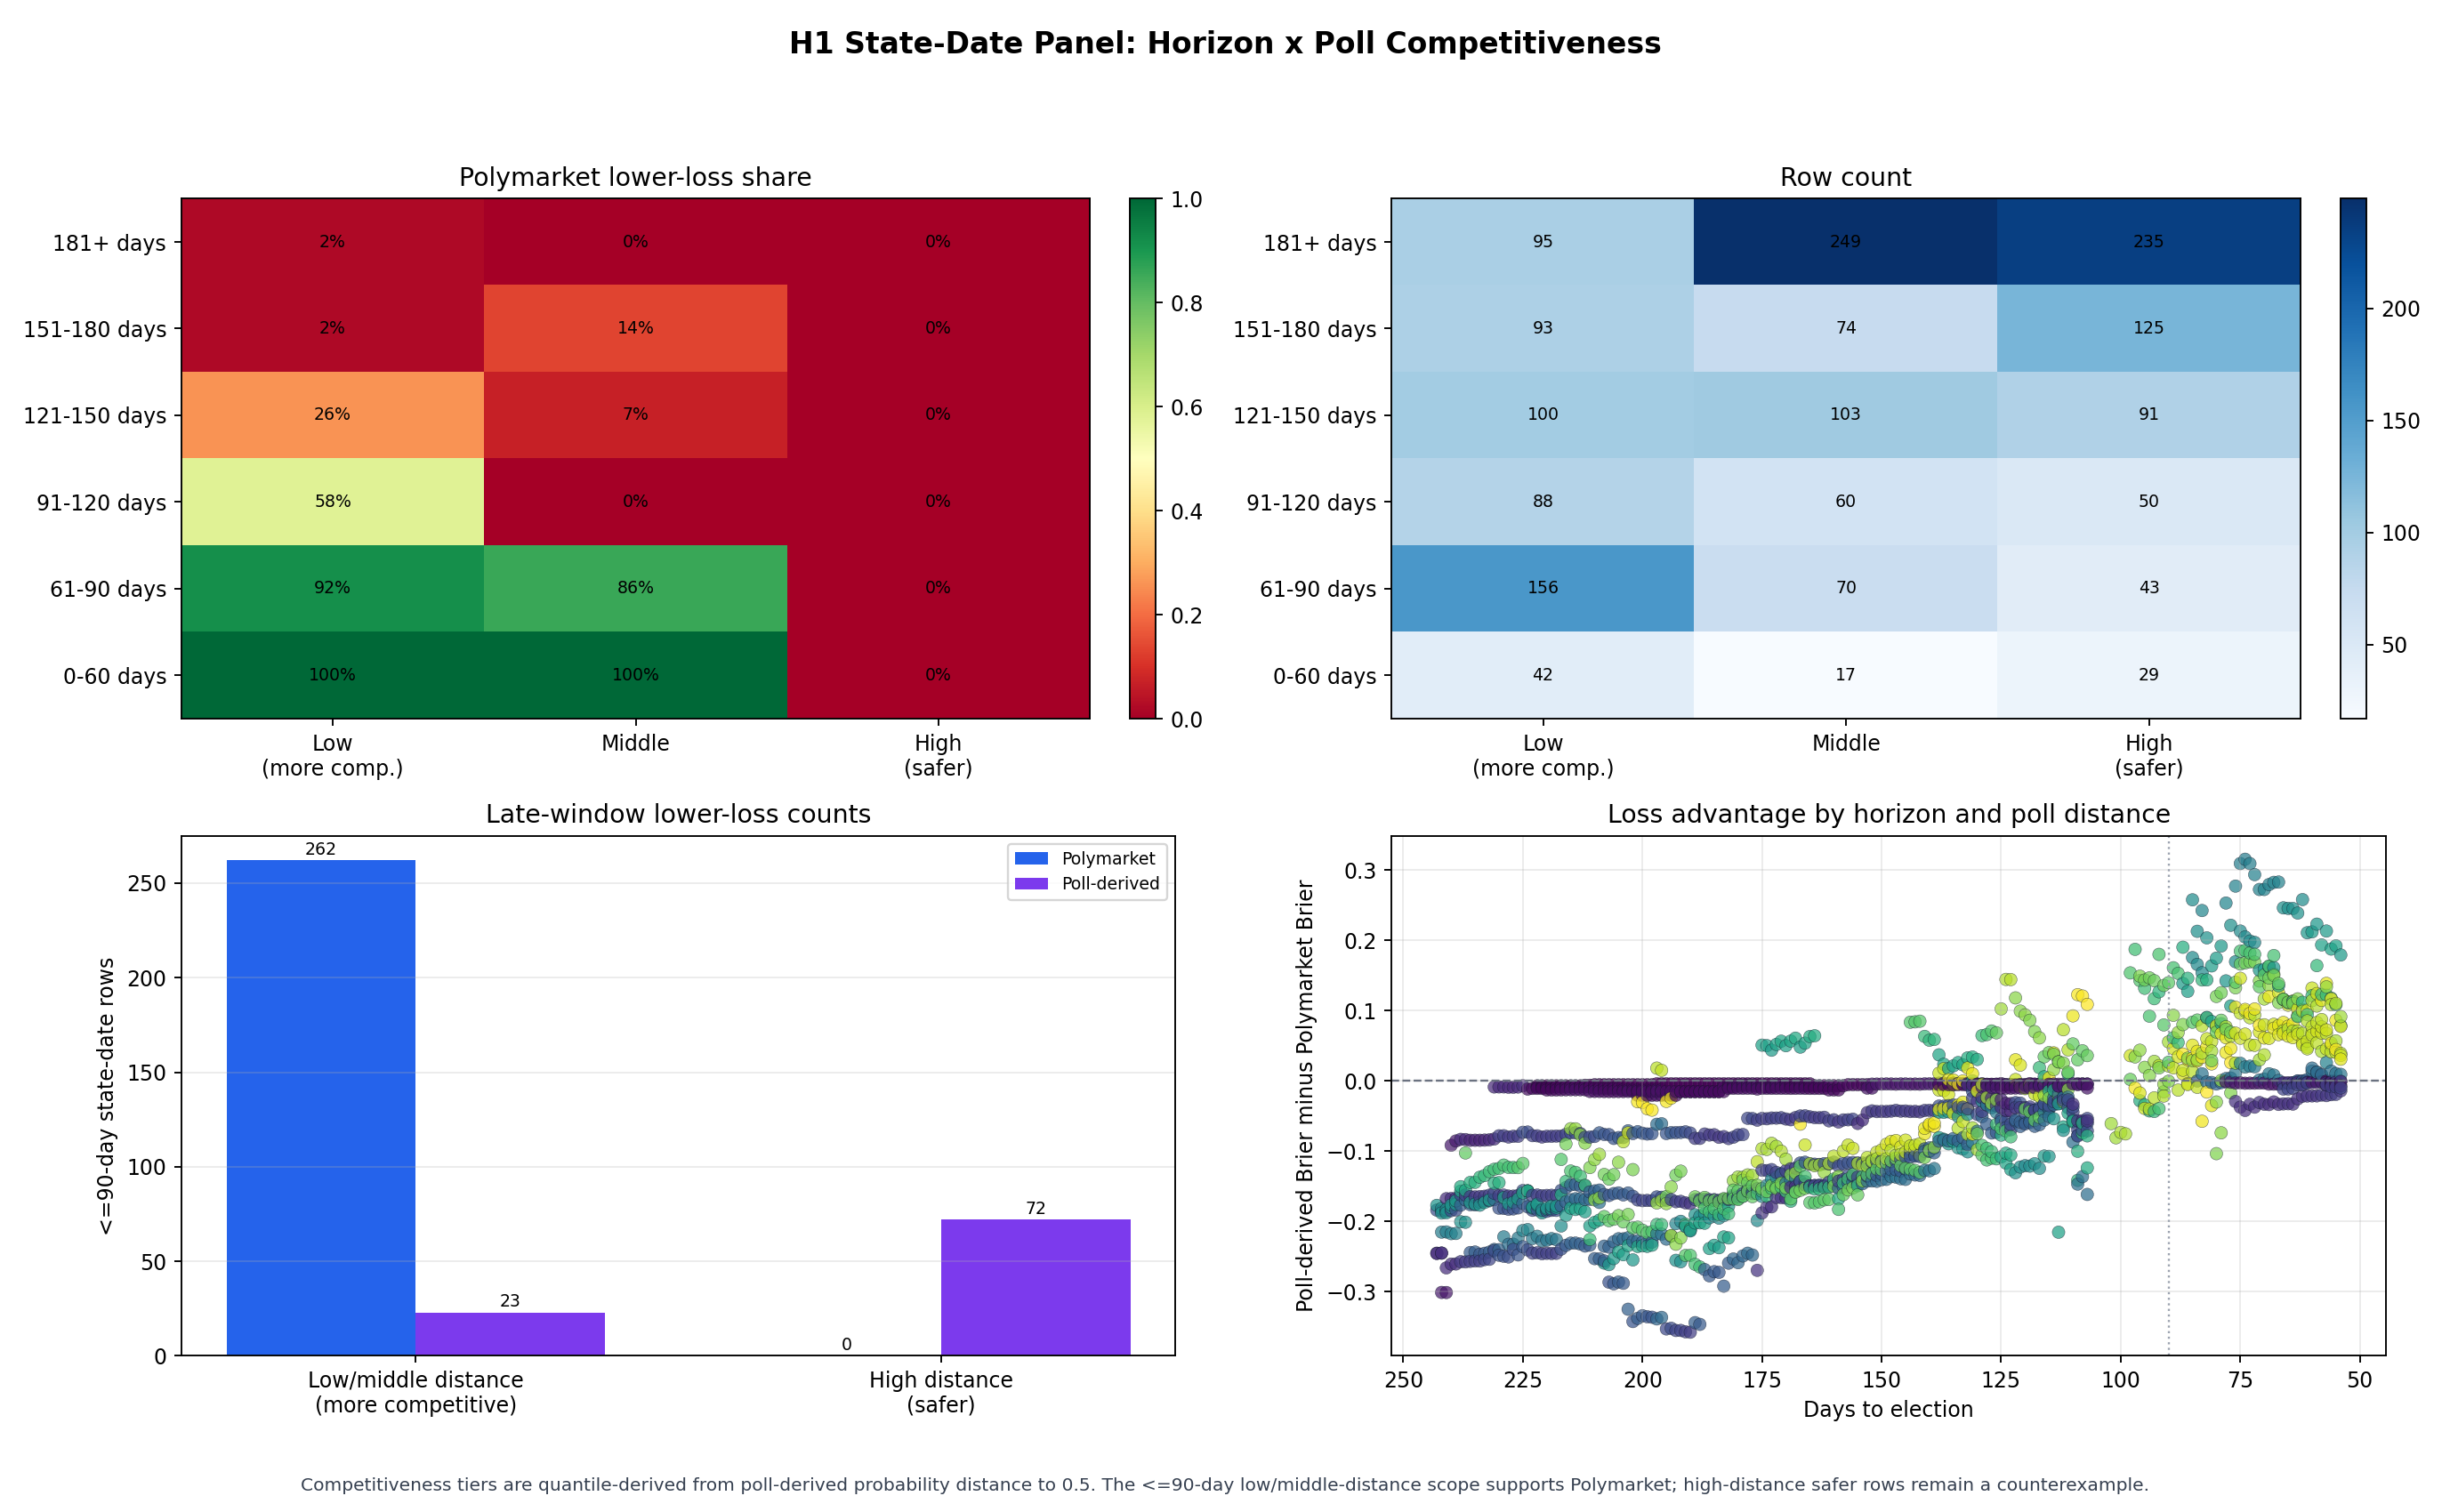 H1 State-Date Panel: Horizon x Poll Competitiveness
Polymarket lower-loss share
181+ days
151-180 days
121-150 days
91-120 days
61-90 days
0-60 days
2% 0% 0%
2% 14% 0%
26% 7% 0%
58% 0% 0%
92% 86% 0%
100% 100% 0%
Low
(more comp.)
Middle
High
(safer)
1.0
0.8
0.6
0.4
0.2
0.0
Row count
181+ days
151-180 days
121-150 days
91-120 days
61-90 days
0-60 days
95 249 235
93 74 125
100 103 91
88 60 50
156 70 43
42 17 29
Low
(more comp.)
Middle
High
(safer)
200
150
100
50
Late-window lower-loss counts
<=90-day state-date rows
250
200
150
100
50
0
262
23
0
72
Polymarket
Poll-derived
Low/middle distance
(more competitive)
High distance
(safer)
Loss advantage by horizon and poll distance
Poll-derived Brier minus Polymarket Brier
0.3
0.2
0.1
0.0
−0.1
−0.2
−0.3
250 225 200 175 150 125 100 75 50
Days to election
Competitiveness tiers are quantile-derived from poll-derived probability distance to 0.5. The <=90-day low/middle-distance scope supports Polymarket; high-distance safer rows remain a counterexample.